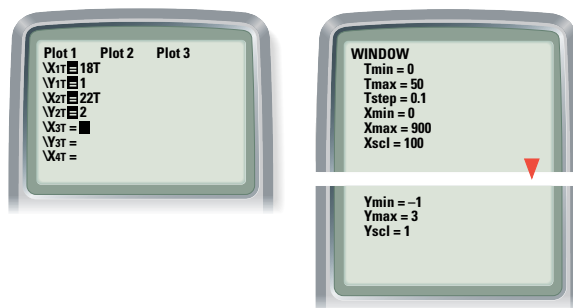 Plot 1 Plot 2 Plot 3
\X1T=18T
\Y1T=1
\X2T=22T
\Y2T=2
\X3T=
\Y3T=
\X4T=
WINDOW
Tmin = 0
Tmax = 50
Tstep = 0.1
Xmin = 0
Xmax = 900
Xscl = 100
Ymin = –1
Ymax = 3
Yscl = 1